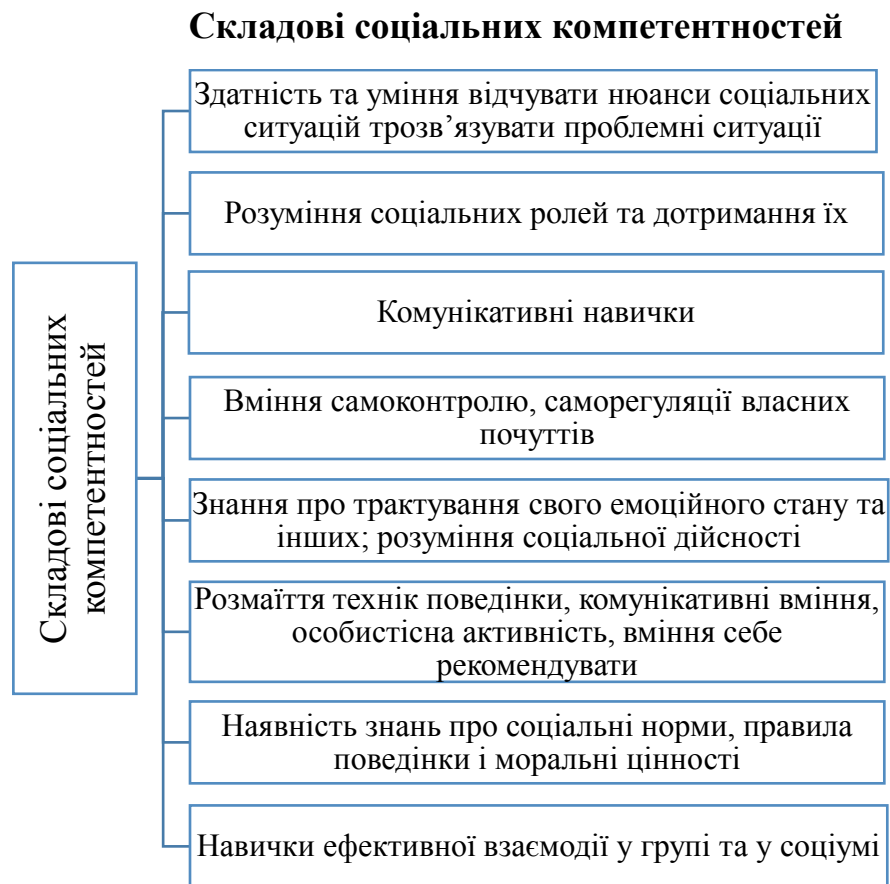 Складові соціальних компетентностей
Здатність та уміння відчувати нюанси соціальних
ситуацій трозв’язувати проблемні ситуації
Розуміння соціальних ролей та дотримання їх
Комунікативні навички
Вміння самоконтролю, саморегуляції власних
почуттів
Знання про трактування свого емоційного стану та
інших; розуміння соціальної дійсності
Розмаїття технік поведінки, комунікативні вміння,
особистісна активність, вміння себе
рекомендувати
Наявність знань про соціальні норми, правила
поведінки і моральні цінності
Навички ефективної взаємодії у групі та у соціумі
Складові соціальних
компетентностей